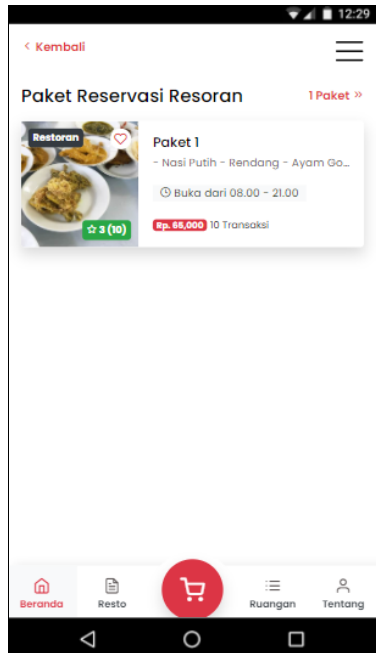 12:29
< Kembali
Paket Reservasi Resoran
1 Paket »
Restoran
Paket 1
- Nasi Putih - Rendang - Ayam Go...
Buka dari 08.00 - 21.00
☆ 3 (10)
Rp. 65,000 10 Transaksi
Beranda
Resto
Ruangan
Tentang